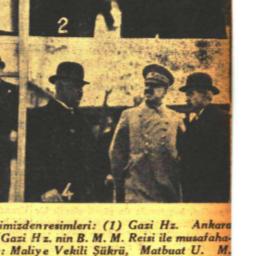 2
4
imizden resimleri: (1) Gazi Hz. Ankara
Gazi Hz. nin B. M. M. Reisi ile musafaha-
: Maliye Vekili Şükrü, Matbuat U. M.